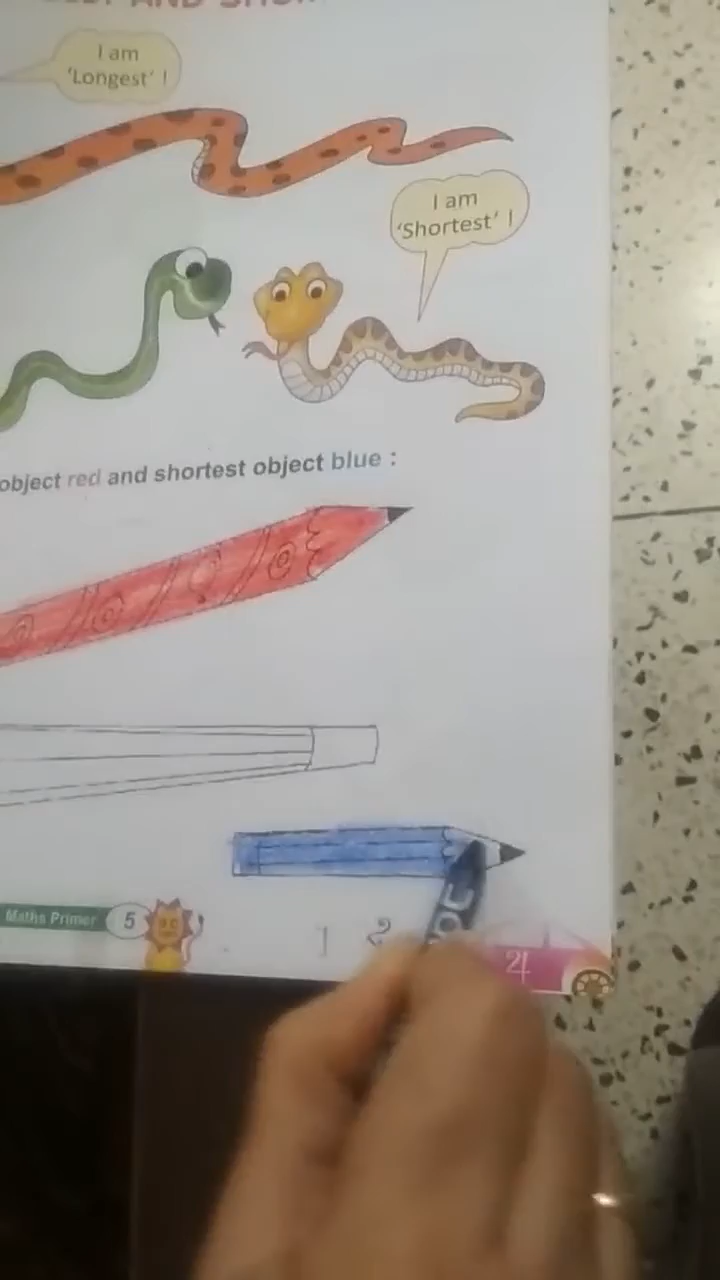 I am
'Longest' !
I am
'Shortest' !
object red and shortest object blue :
Maths Primer 5
1 2
4